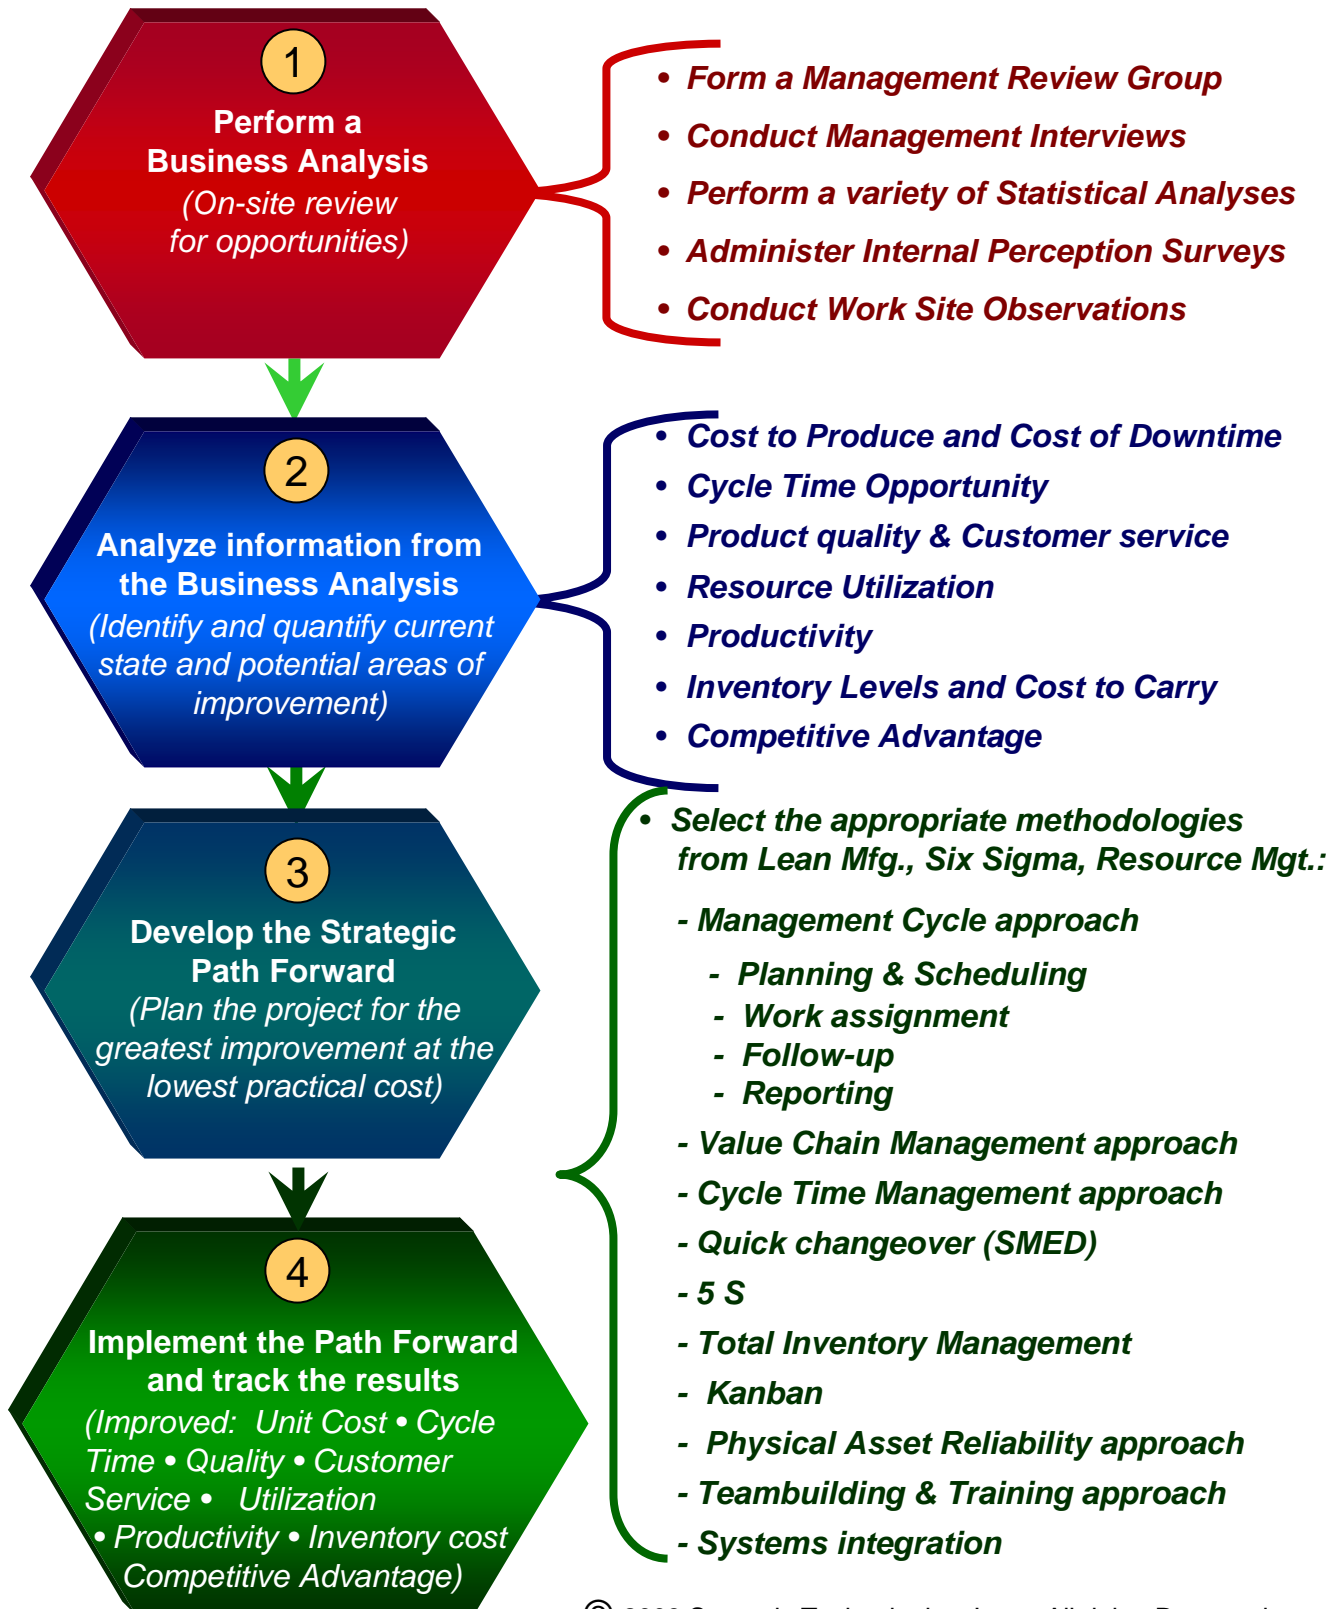 1
Perform a
Business Analysis
(On-site review
for opportunities)
• Form a Management Review Group
• Conduct Management Interviews
• Perform a variety of Statistical Analyses
• Administer Internal Perception Surveys
• Conduct Work Site Observations
2
Analyze information from
the Business Analysis
(Identify and quantify current
state and potential areas of
improvement)
• Cost to Produce and Cost of Downtime
• Cycle Time Opportunity
• Product quality & Customer service
• Resource Utilization
• Productivity
• Inventory Levels and Cost to Carry
• Competitive Advantage
3
Develop the Strategic
Path Forward
(Plan the project for the
greatest improvement at the
lowest practical cost)
4
Implement the Path Forward
and track the results
(Improved: Unit Cost • Cycle
Time • Quality • Customer
Service • Utilization
• Productivity • Inventory cost
Competitive Advantage)
• Select the appropriate methodologies
from Lean Mfg., Six Sigma, Resource Mgt.:
- Management Cycle approach
- Planning & Scheduling
- Work assignment
- Follow-up
- Reporting
- Value Chain Management approach
- Cycle Time Management approach
- Quick changeover (SMED)
- 5 S
- Total Inventory Management
- Kanban
- Physical Asset Reliability approach
- Teambuilding & Training approach
- Systems integration